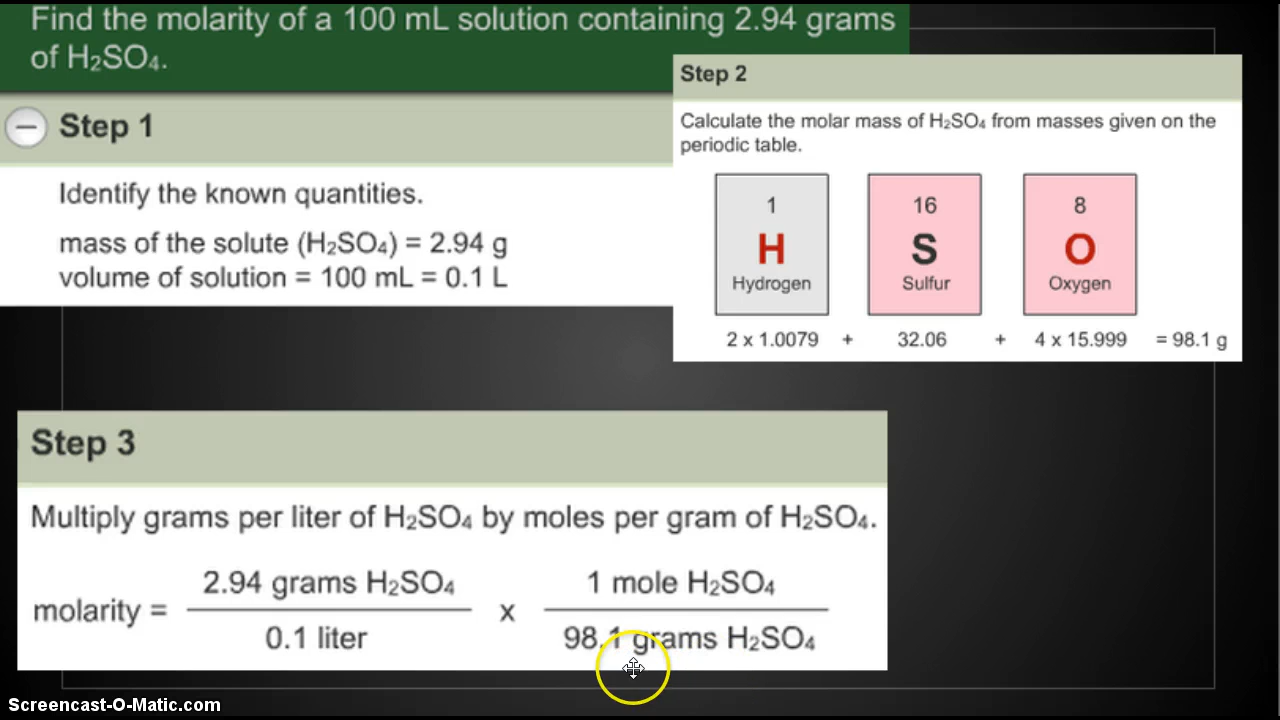 Find the molarity of a 100 mL solution containing 2.94 grams
of H₂SO₄.
Step 1
Identify the known quantities.
mass of the solute (H₂SO₄) = 2.94 g
volume of solution = 100 mL = 0.1 L
Step 2
Calculate the molar mass of H₂SO₄ from masses given on the
periodic table.
1 16 8
H S O
Hydrogen Sulfur Oxygen
2 x 1.0079 + 32.06 + 4 x 15.999 = 98.1 g
Step 3
Multiply grams per liter of H₂SO₄ by moles per gram of H₂SO₄.
2.94 grams H₂SO₄ 1 mole H₂SO₄
molarity = x
0.1 liter 98.1 grams H₂SO₄
Screencast-O-Matic.com